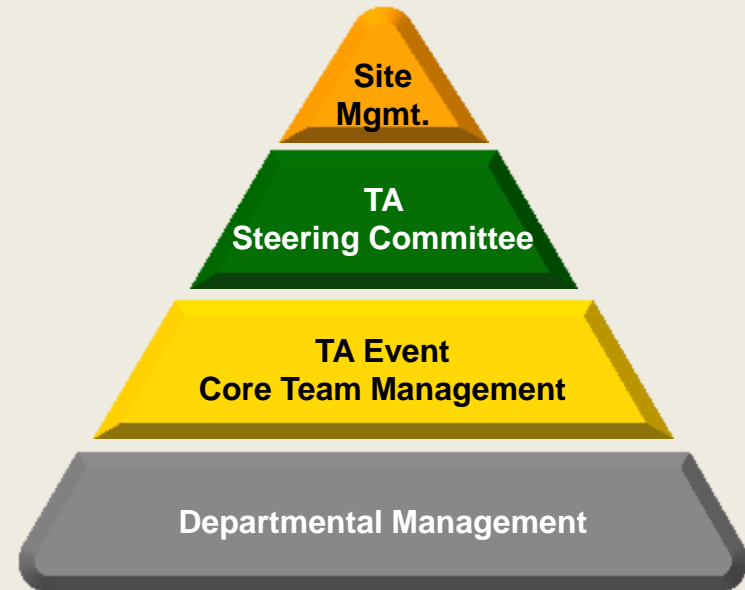 Site
Mgmt.
TA
Steering Committee
TA Event
Core Team Management
Departmental Management